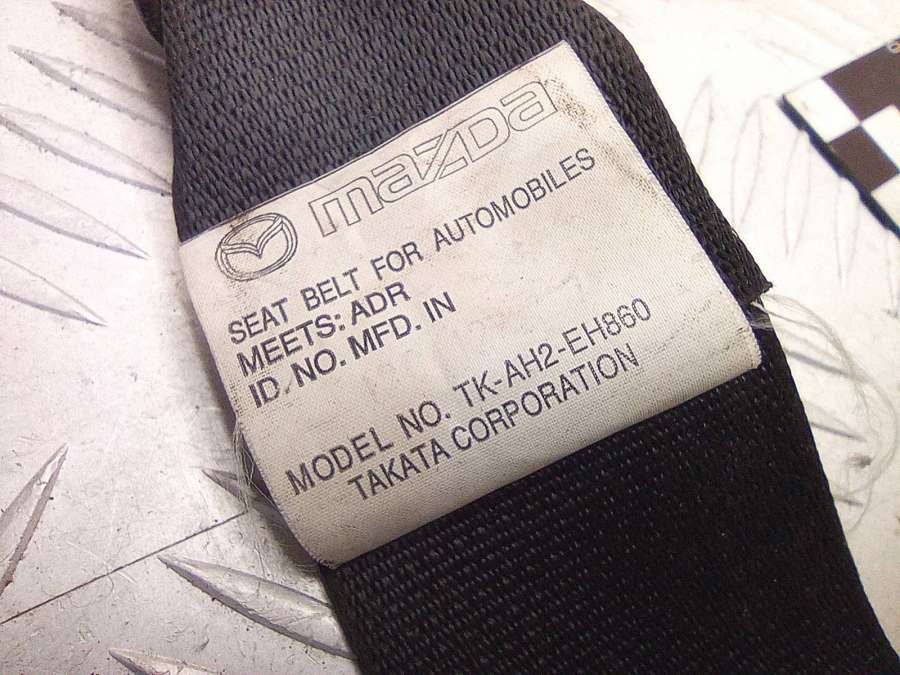 mazda
SEAT BELT FOR AUTOMOBILES
MEETS: ADR
ID. NO. MFD. IN
MODEL NO. TK-AH2-EH860
TAKATA CORPORATION